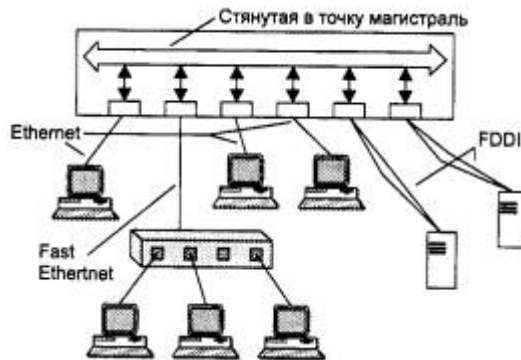 Стянутая в точку магистраль
Ethernet
FDDI
Fast
Ethertnet